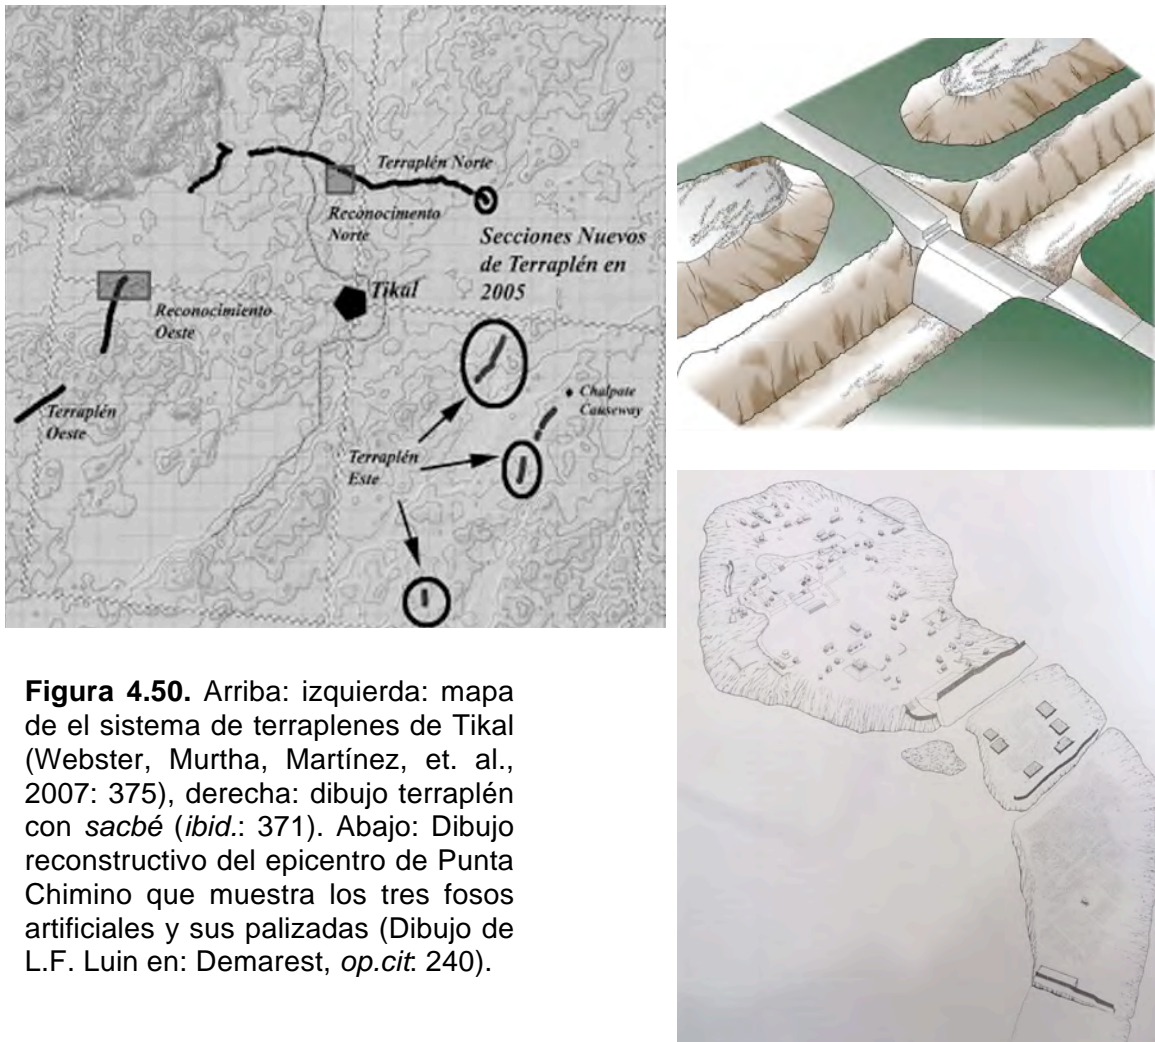 Terraplén Norte
Reconocimento
Norte
Secciones Nuevos
de Terraplén en
2005
Tikal
Reconocimiento
Oeste
Chalpate
Causeway
Terraplén
Oeste
Terraplén
Este
Figura 4.50. Arriba: izquierda: mapa
de el sistema de terraplenes de Tikal
(Webster, Murtha, Martínez, et. al.,
2007: 375), derecha: dibujo terraplén
con sacbé (ibid.: 371). Abajo: Dibujo
reconstructivo del epicentro de Punta
Chimino que muestra los tres fosos
artificiales y sus palizadas (Dibujo de
L.F. Luin en: Demarest, op.cit: 240).